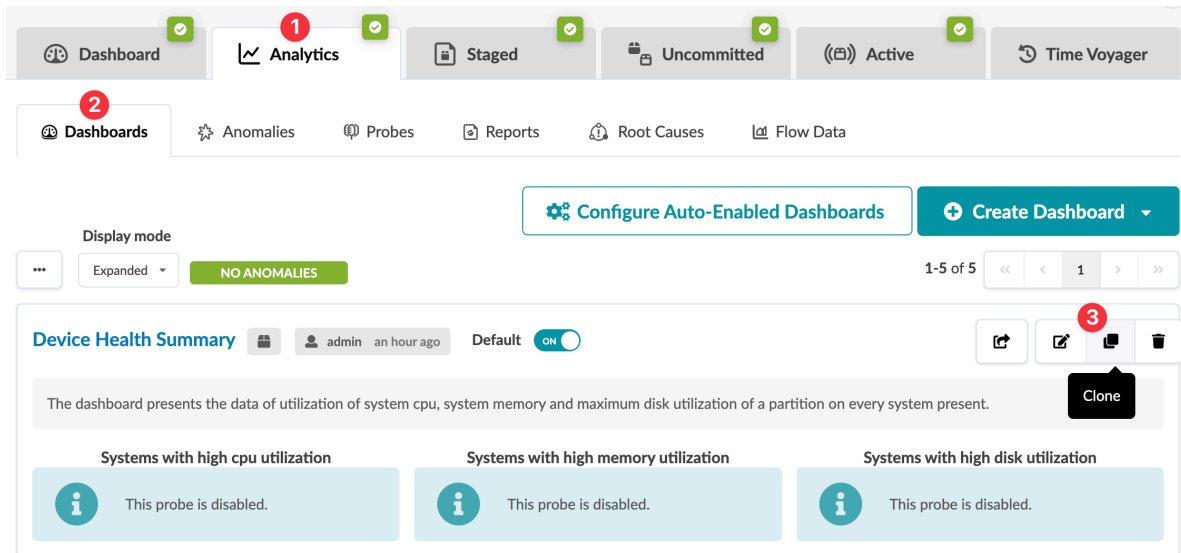 1
Dashboard Analytics Staged Uncommitted Active Time Voyager
2
Dashboards Anomalies Probes Reports Root Causes Flow Data
Configure Auto-Enabled Dashboards Create Dashboard
Display mode
Expanded NO ANOMALIES 1-5 of 5 « < 1 > »
3
Device Health Summary admin an hour ago Default ON
Clone
The dashboard presents the data of utilization of system cpu, system memory and maximum disk utilization of a partition on every system present.
Systems with high cpu utilization Systems with high memory utilization Systems with high disk utilization
This probe is disabled. This probe is disabled. This probe is disabled.